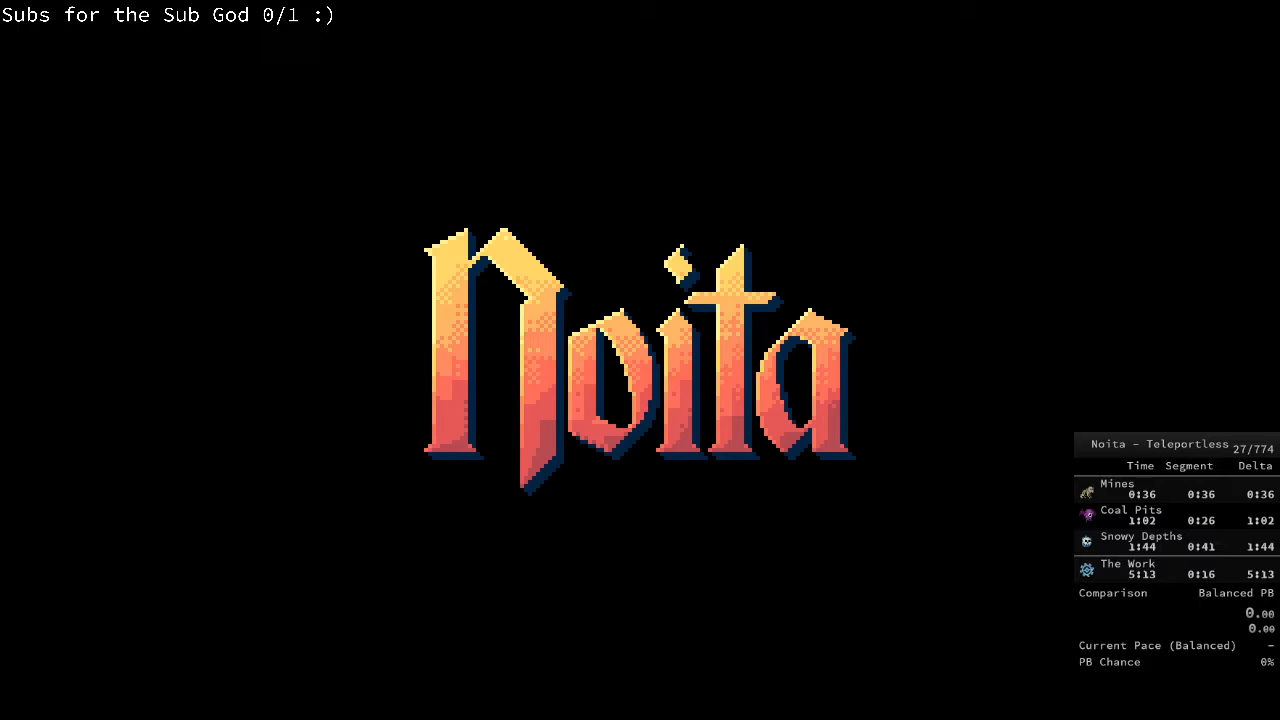 Subs for the Sub God 0/1 :)
Noita
Noita - Teleportless 27/774
Time Segment Delta
Mines
0:36 0:36 0:36
Coal Pits
1:02 0:26 1:02
Snowy Depths
1:44 0:41 1:44
The Work
5:13 0:16 5:13
Comparison Balanced PB
0.00
0.00
Current Pace (Balanced) -
PB Chance 0%